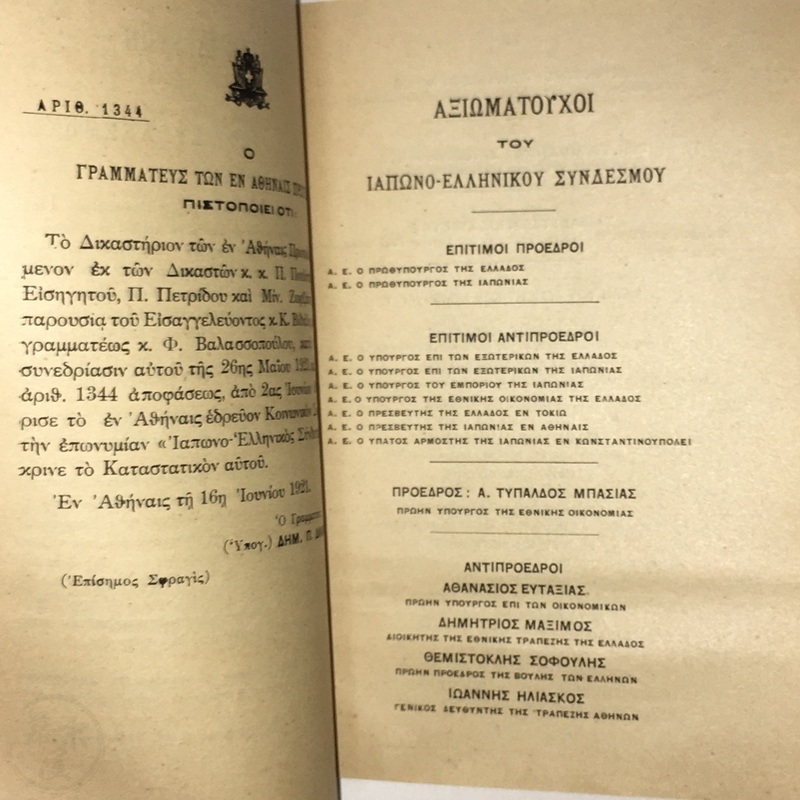 ΑΡΙΘ. 1344
Ο
ΓΡΑΜΜΑΤΕΥΣ ΤΩΝ ΕΝ ΑΘΗΝΑΙΣ
ΠΙΣΤΟΠΟΙΕΙ ΟΤΙ
Τὸ Δικαστήριον τῶν ἐν Ἀθήναις
μενον ἐκ τῶν Δικαστῶν κ. κ. Π.
Εἰσηγητοῦ, Π. Πετρίδου καὶ Μίν.
παρουσίᾳ τοῦ Εἰσαγγελεύοντος κ. Κ.
γραμματέως κ. Φ. Βαλασσοπούλου,
συνεδρίασιν αὐτοῦ τῆς 26ης Μαΐου
ἀριθ. 1344 ἀποφάσεως, ἀπὸ 2ας Ἰουνίου
ρισε τὸ ἐν Ἀθήναις ἑδρεῦον
τὴν ἐπωνυμίαν «Ἰαπωνο-Ἑλληνικὸς
κρινε τὸ Καταστατικὸν αὐτοῦ.
Ἐν Ἀθήναις τῇ 16ῃ Ἰουνίου 1921.
Ὁ
(Ὑπογ.) ΔΗΜ. Π.
(Ἐπίσημος Σφραγίς)
ΑΞΙΩΜΑΤΟΥΧΟΙ
ΤΟΥ
ΙΑΠΩΝΟ-ΕΛΛΗΝΙΚΟΥ ΣΥΝΔΕΣΜΟΥ
ΕΠΙΤΙΜΟΙ ΠΡΟΕΔΡΟΙ
Α. Ε. Ο ΠΡΩΘΥΠΟΥΡΓΟΣ ΤΗΣ ΕΛΛΑΔΟΣ
Α. Ε. Ο ΠΡΩΘΥΠΟΥΡΓΟΣ ΤΗΣ ΙΑΠΩΝΙΑΣ
ΕΠΙΤΙΜΟΙ ΑΝΤΙΠΡΟΕΔΡΟΙ
Α. Ε. Ο ΥΠΟΥΡΓΟΣ ΕΠΙ ΤΩΝ ΕΞΩΤΕΡΙΚΩΝ ΤΗΣ ΕΛΛΑΔΟΣ
Α. Ε. Ο ΥΠΟΥΡΓΟΣ ΕΠΙ ΤΩΝ ΕΞΩΤΕΡΙΚΩΝ ΤΗΣ ΙΑΠΩΝΙΑΣ
Α. Ε. Ο ΥΠΟΥΡΓΟΣ ΤΟΥ ΕΜΠΟΡΙΟΥ ΤΗΣ ΙΑΠΩΝΙΑΣ
Α. Ε. Ο ΥΠΟΥΡΓΟΣ ΤΗΣ ΕΘΝΙΚΗΣ ΟΙΚΟΝΟΜΙΑΣ ΤΗΣ ΕΛΛΑΔΟΣ
Α. Ε. Ο ΠΡΕΣΒΕΥΤΗΣ ΤΗΣ ΕΛΛΑΔΟΣ ΕΝ ΤΟΚΙΩ
Α. Ε. Ο ΠΡΕΣΒΕΥΤΗΣ ΤΗΣ ΙΑΠΩΝΙΑΣ ΕΝ ΑΘΗΝΑΙΣ
Α. Ε. Ο ΥΠΑΤΟΣ ΑΡΜΟΣΤΗΣ ΤΗΣ ΙΑΠΩΝΙΑΣ ΕΝ ΚΩΝΣΤΑΝΤΙΝΟΥΠΟΛΕΙ
ΠΡΟΕΔΡΟΣ : Α. ΤΥΠΑΛΔΟΣ ΜΠΑΣΙΑΣ
ΠΡΩΗΝ ΥΠΟΥΡΓΟΣ ΤΗΣ ΕΘΝΙΚΗΣ ΟΙΚΟΝΟΜΙΑΣ
ΑΝΤΙΠΡΟΕΔΡΟΙ
ΑΘΑΝΑΣΙΟΣ ΕΥΤΑΞΙΑΣ
ΠΡΩΗΝ ΥΠΟΥΡΓΟΣ ΕΠΙ ΤΩΝ ΟΙΚΟΝΟΜΙΚΩΝ
ΔΗΜΗΤΡΙΟΣ ΜΑΞΙΜΟΣ
ΔΙΟΙΚΗΤΗΣ ΤΗΣ ΕΘΝΙΚΗΣ ΤΡΑΠΕΖΗΣ ΤΗΣ ΕΛΛΑΔΟΣ
ΘΕΜΙΣΤΟΚΛΗΣ ΣΟΦΟΥΛΗΣ
ΠΡΩΗΝ ΠΡΟΕΔΡΟΣ ΤΗΣ ΒΟΥΛΗΣ ΤΩΝ ΕΛΛΗΝΩΝ
ΙΩΑΝΝΗΣ ΗΛΙΑΣΚΟΣ
ΓΕΝΙΚΟΣ ΔΙΕΥΘΥΝΤΗΣ ΤΗΣ ΤΡΑΠΕΖΗΣ ΑΘΗΝΩΝ